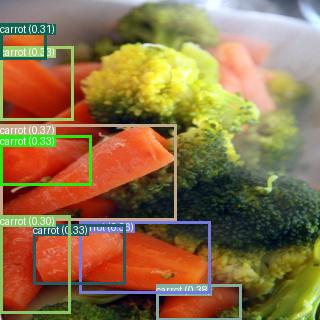 carrot (0.31)
carrot (0.33)
carrot (0.37)
carrot (0.33)
carrot (0.30)
carrot (0.33)
carrot (0.38)